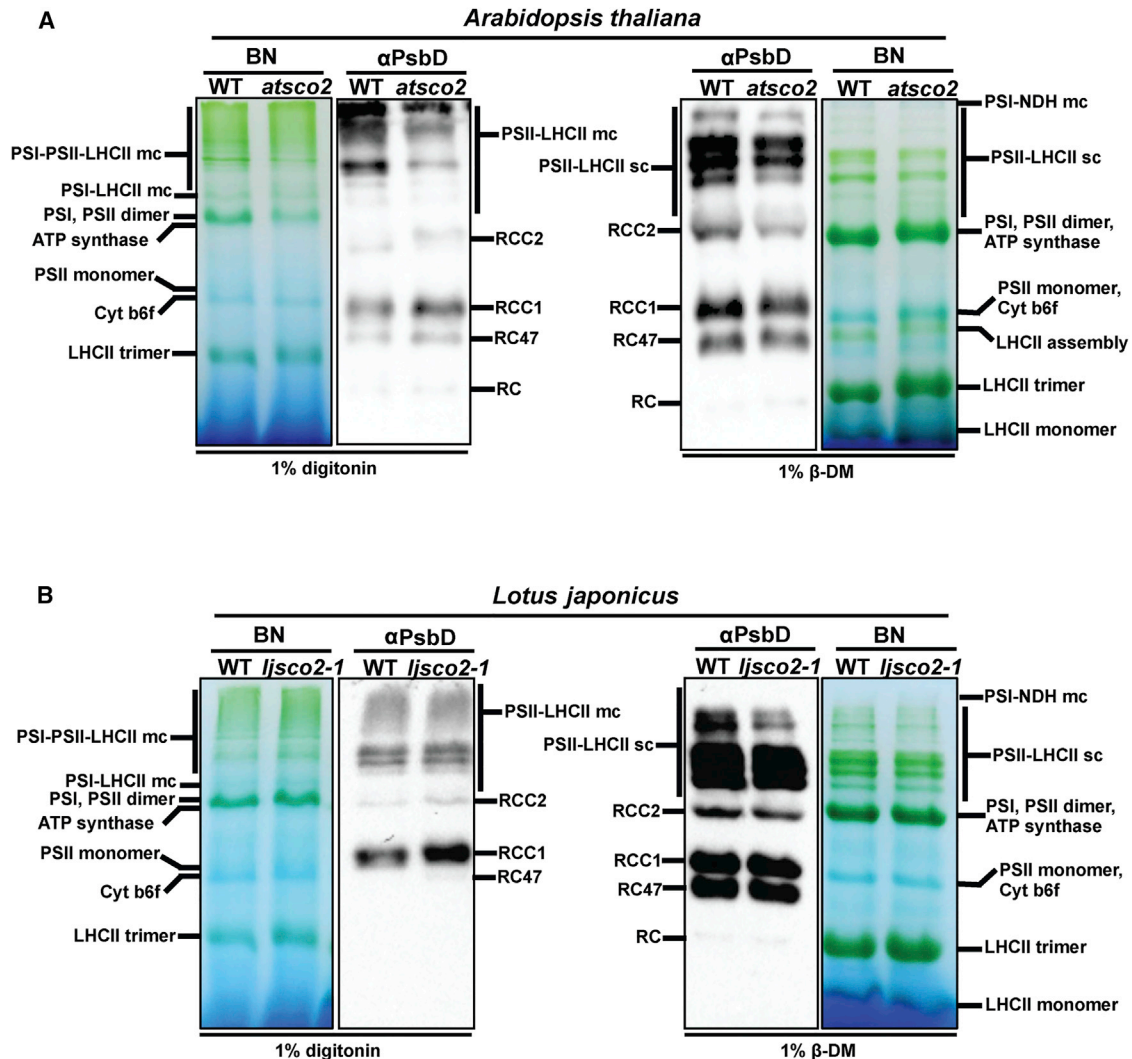 A
Arabidopsis thaliana
BN
αPsbD
αPsbD
BN
WT atsco2
WT atsco2
WT atsco2
WT atsco2
PSI-PSII-LHCII mc
PSI-LHCII mc
PSI, PSII dimer
ATP synthase
PSII monomer
Cyt b6f
LHCII trimer
PSII-LHCII mc
RCC2
RCC1
RC47
RC
PSII-LHCII sc
RCC2
RCC1
RC47
RC
PSI-NDH mc
PSII-LHCII sc
PSI, PSII dimer,
ATP synthase
PSII monomer,
Cyt b6f
LHCII assembly
LHCII trimer
LHCII monomer
1% digitonin
1% β-DM
B
Lotus japonicus
BN
αPsbD
αPsbD
BN
WT ljsco2-1
WT ljsco2-1
WT ljsco2-1
WT ljsco2-1
PSI-PSII-LHCII mc
PSI-LHCII mc
PSI, PSII dimer
ATP synthase
PSII monomer
Cyt b6f
LHCII trimer
PSII-LHCII mc
RCC2
RCC1
RC47
PSII-LHCII sc
RCC2
RCC1
RC47
RC
PSI-NDH mc
PSII-LHCII sc
PSI, PSII dimer,
ATP synthase
PSII monomer,
Cyt b6f
LHCII trimer
LHCII monomer
1% digitonin
1% β-DM